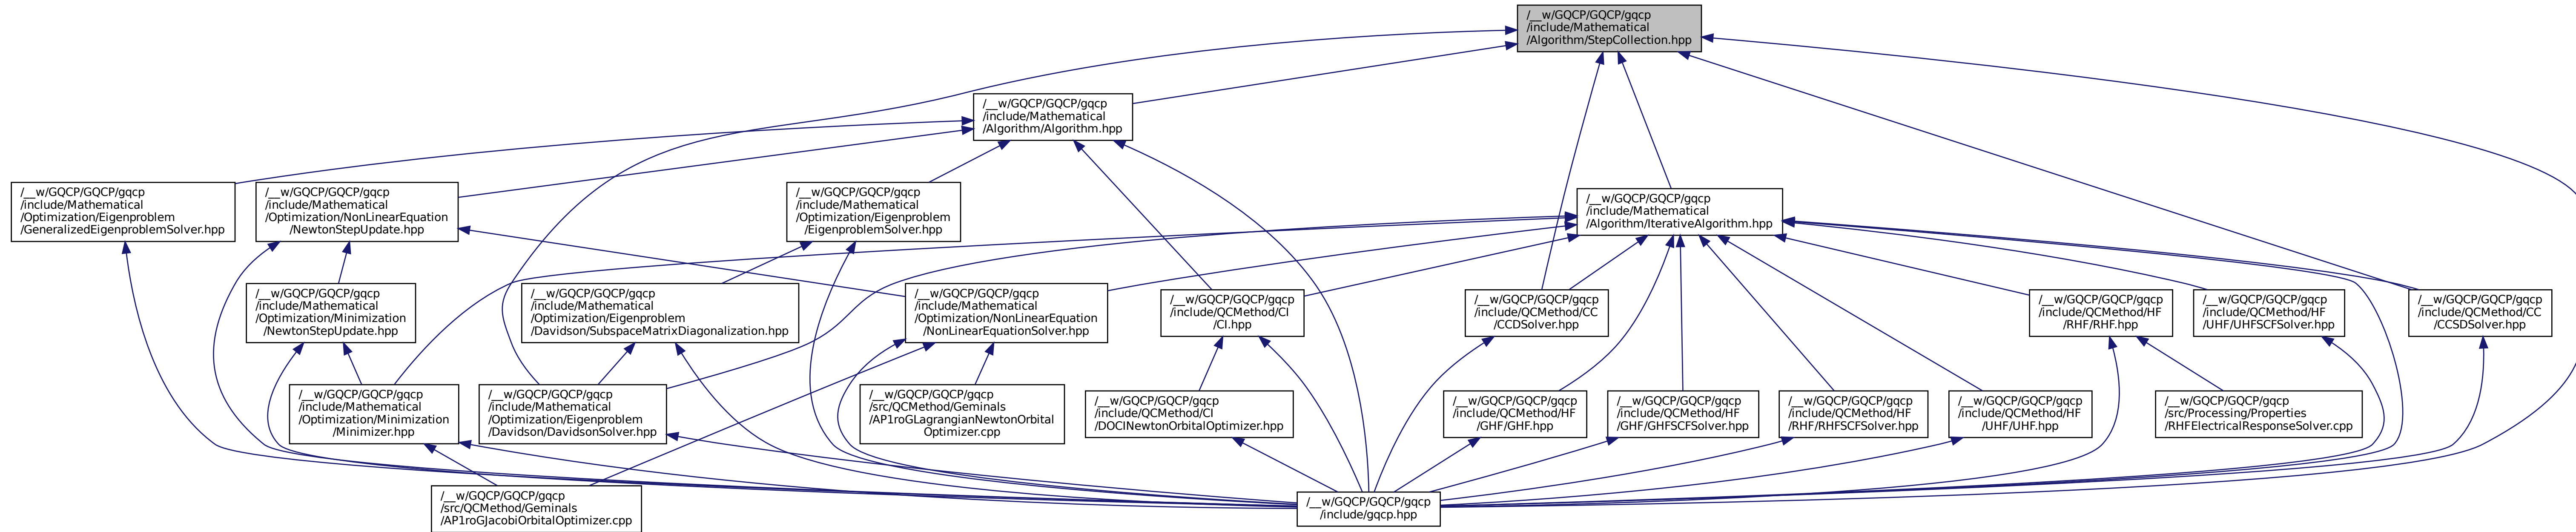 /__w/GQCP/GQCP/gqcp
/include/Mathematical
/Algorithm/StepCollection.hpp
/__w/GQCP/GQCP/gqcp
/include/Mathematical
/Algorithm/Algorithm.hpp
/__w/GQCP/GQCP/gqcp
/include/Mathematical
/Optimization/Eigenproblem
/GeneralizedEigenproblemSolver.hpp
/__w/GQCP/GQCP/gqcp
/include/Mathematical
/Optimization/NonLinearEquation
/NewtonStepUpdate.hpp
/__w/GQCP/GQCP/gqcp
/include/Mathematical
/Optimization/Eigenproblem
/EigenproblemSolver.hpp
/__w/GQCP/GQCP/gqcp
/include/Mathematical
/Algorithm/IterativeAlgorithm.hpp
/__w/GQCP/GQCP/gqcp
/include/Mathematical
/Optimization/Minimization
/NewtonStepUpdate.hpp
/__w/GQCP/GQCP/gqcp
/include/Mathematical
/Optimization/Eigenproblem
/Davidson/SubspaceMatrixDiagonalization.hpp
/__w/GQCP/GQCP/gqcp
/include/Mathematical
/Optimization/NonLinearEquation
/NonLinearEquationSolver.hpp
/__w/GQCP/GQCP/gqcp
/include/QCMethod/CI
/CI.hpp
/__w/GQCP/GQCP/gqcp
/include/QCMethod/CC
/CCDSolver.hpp
/__w/GQCP/GQCP/gqcp
/include/QCMethod/HF
/RHF/RHF.hpp
/__w/GQCP/GQCP/gqcp
/include/QCMethod/HF
/UHF/UHFSCFSolver.hpp
/__w/GQCP/GQCP/gqcp
/include/QCMethod/CC
/CCSDSolver.hpp
/__w/GQCP/GQCP/gqcp
/include/Mathematical
/Optimization/Minimization
/Minimizer.hpp
/__w/GQCP/GQCP/gqcp
/include/Mathematical
/Optimization/Eigenproblem
/Davidson/DavidsonSolver.hpp
/__w/GQCP/GQCP/gqcp
/src/QCMethod/Geminals
/AP1roGLagrangianNewtonOrbital
Optimizer.cpp
/__w/GQCP/GQCP/gqcp
/include/QCMethod/CI
/DOCINewtonOrbitalOptimizer.hpp
/__w/GQCP/GQCP/gqcp
/include/QCMethod/HF
/GHF/GHF.hpp
/__w/GQCP/GQCP/gqcp
/include/QCMethod/HF
/GHF/GHFSCFSolver.hpp
/__w/GQCP/GQCP/gqcp
/include/QCMethod/HF
/RHF/RHFSCFSolver.hpp
/__w/GQCP/GQCP/gqcp
/include/QCMethod/HF
/UHF/UHF.hpp
/__w/GQCP/GQCP/gqcp
/src/Processing/Properties
/RHFElectricalResponseSolver.cpp
/__w/GQCP/GQCP/gqcp
/src/QCMethod/Geminals
/AP1roGJacobiOrbitalOptimizer.cpp
/__w/GQCP/GQCP/gqcp
/include/gqcp.hpp